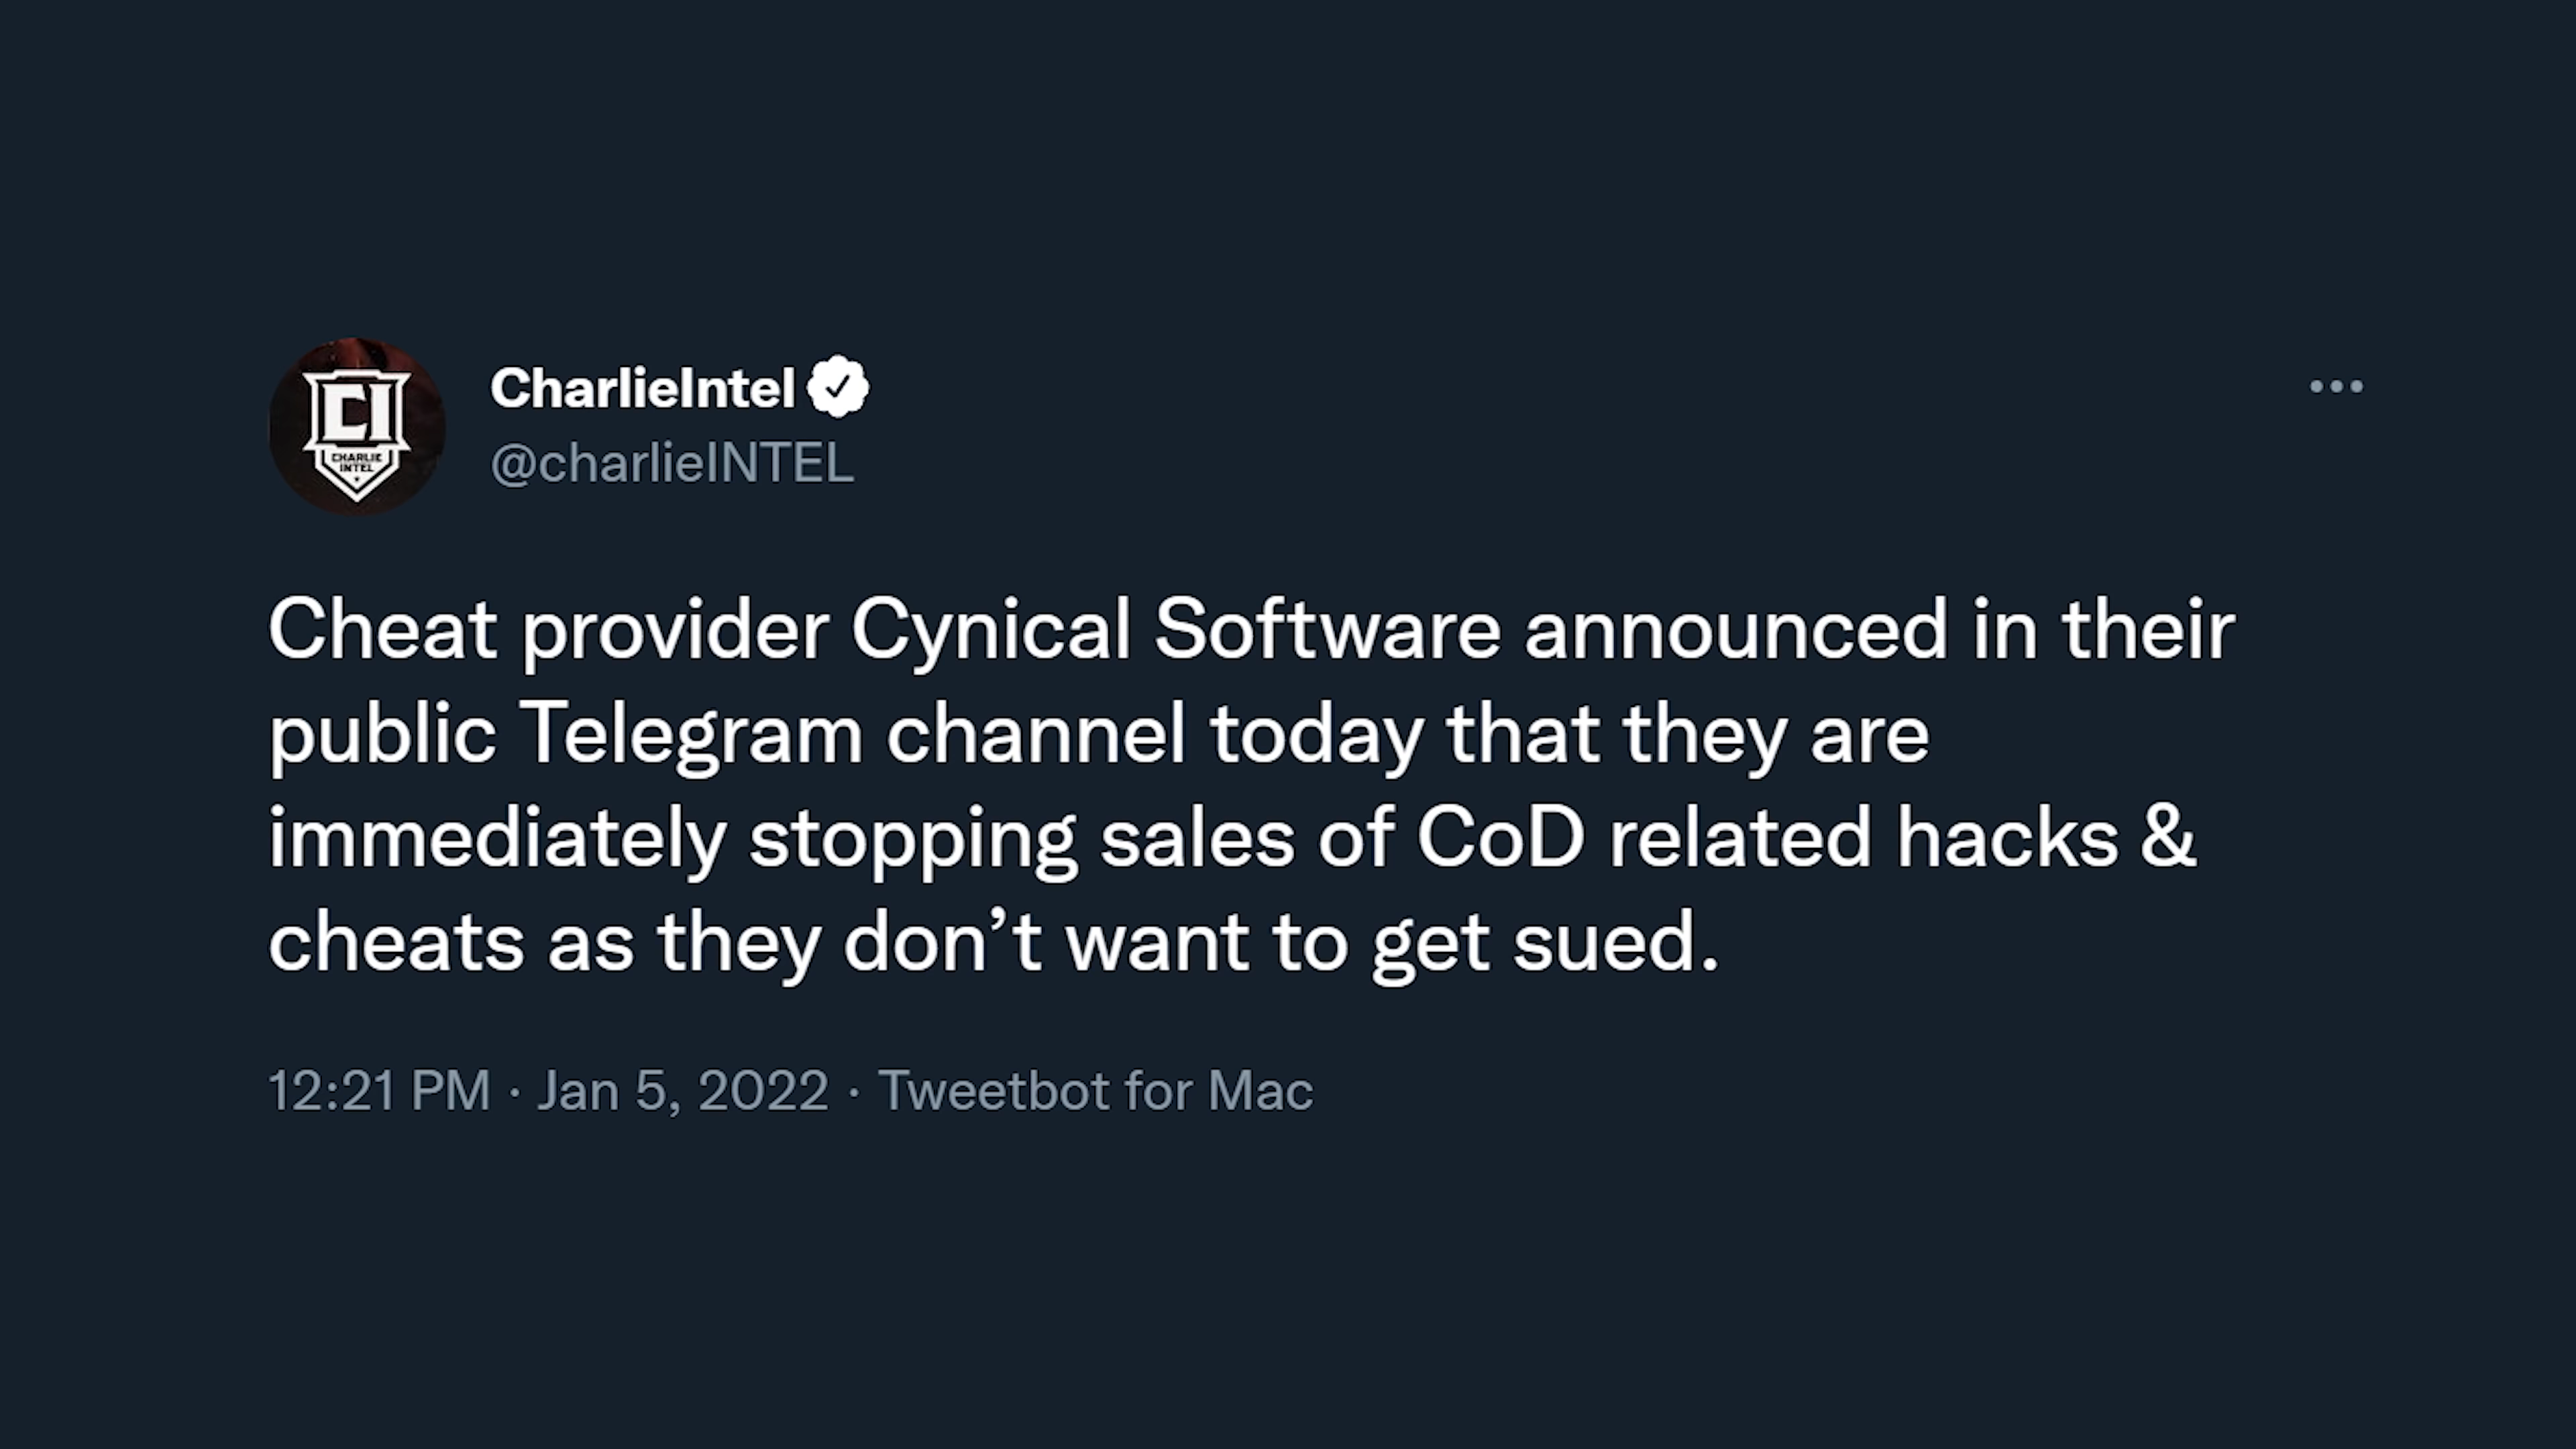 CharlieIntel
@charlieINTEL
CI
CHARLIE
INTEL
Cheat provider Cynical Software announced in their
public Telegram channel today that they are
immediately stopping sales of CoD related hacks &
cheats as they don’t want to get sued.
12:21 PM · Jan 5, 2022 · Tweetbot for Mac